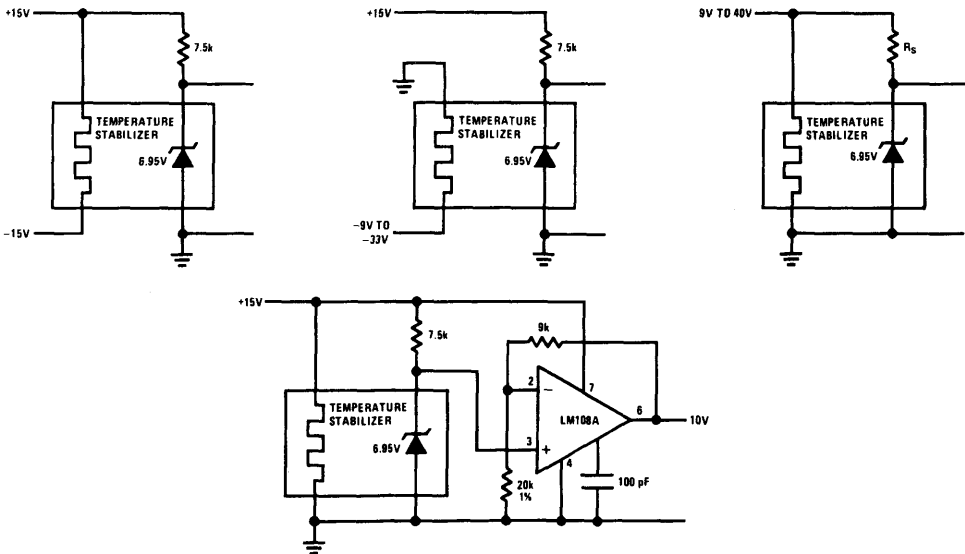 +15V
7.5k
TEMPERATURE
STABILIZER
6.95V
−15V
+15V
7.5k
TEMPERATURE
STABILIZER
6.95V
−9V TO
−33V
9V TO 40V
RS
TEMPERATURE
STABILIZER
6.95V
+15V
7.5k
TEMPERATURE
STABILIZER
6.95V
9k
2
−
7
LM108A
6
10V
3
+
4
20k
1%
100 pF